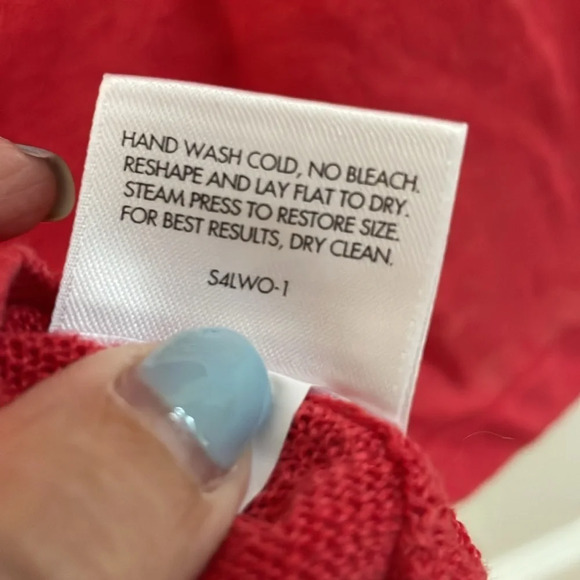 HAND WASH COLD, NO BLEACH.
RESHAPE AND LAY FLAT TO DRY.
STEAM PRESS TO RESTORE SIZE.
FOR BEST RESULTS, DRY CLEAN.
S4LWO-1